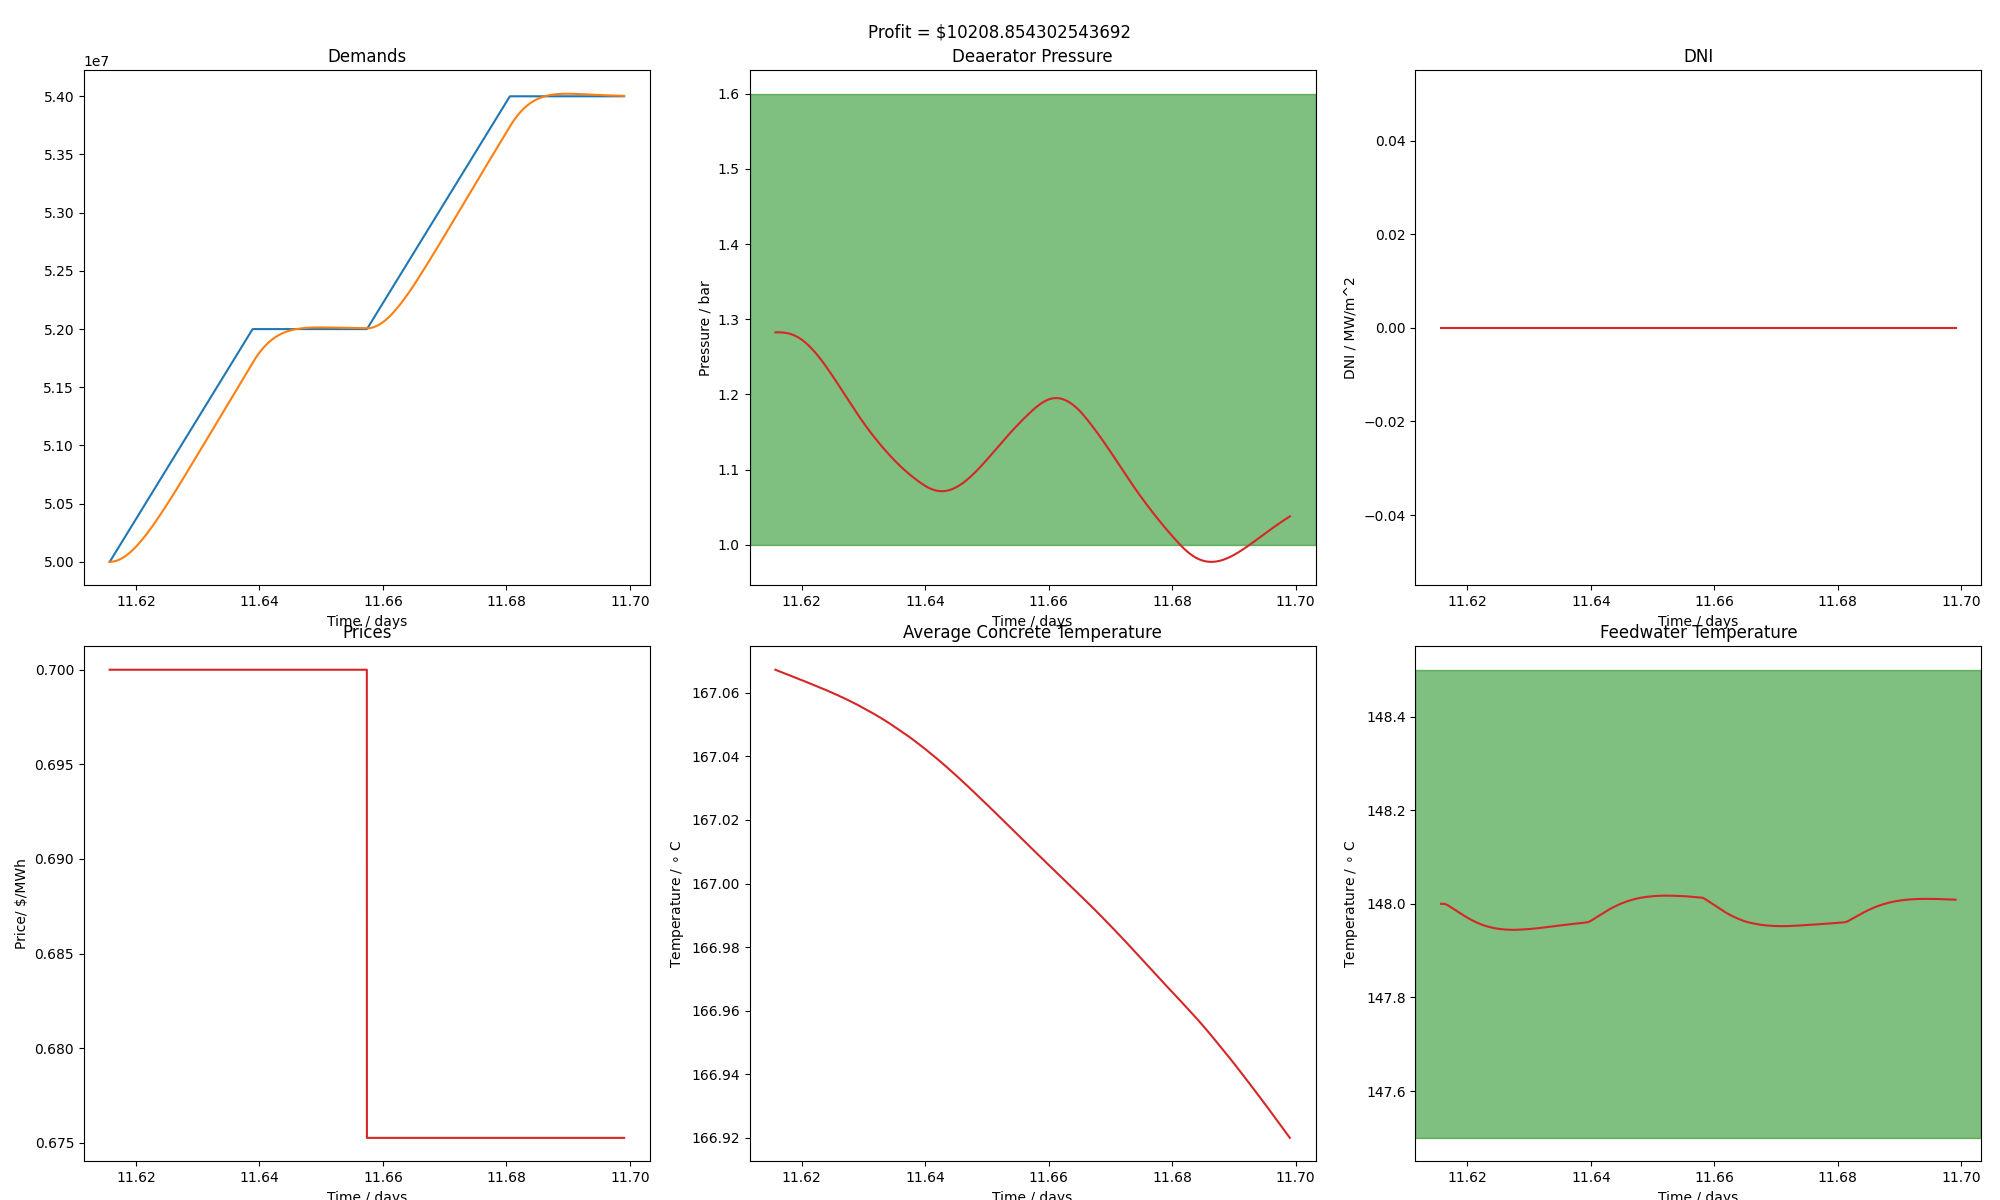 Profit = $10208.854302543692
Demands
1e7
5.40
5.35
5.30
5.25
5.20
5.15
5.10
5.05
5.00
11.62 11.64 11.66 11.68 11.70
Time / days
Deaerator Pressure
Pressure / bar
1.6
1.5
1.4
1.3
1.2
1.1
1.0
11.62 11.64 11.66 11.68 11.70
Time / days
DNI
DNI / MW/m^2
0.04
0.02
0.00
−0.02
−0.04
11.62 11.64 11.66 11.68 11.70
Time / days
Prices
Price/ $/MWh
0.700
0.695
0.690
0.685
0.680
0.675
11.62 11.64 11.66 11.68 11.70
Time / days
Average Concrete Temperature
Temperature / ∘ C
167.06
167.04
167.02
167.00
166.98
166.96
166.94
166.92
11.62 11.64 11.66 11.68 11.70
Time / days
Feedwater Temperature
Temperature / ∘ C
148.4
148.2
148.0
147.8
147.6
11.62 11.64 11.66 11.68 11.70
Time / days